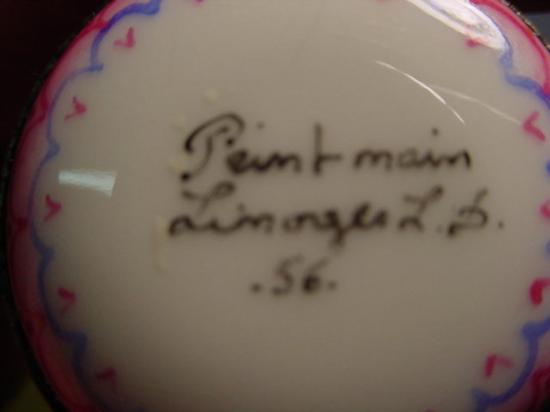 Peint main
Limoges L.S.
.56.